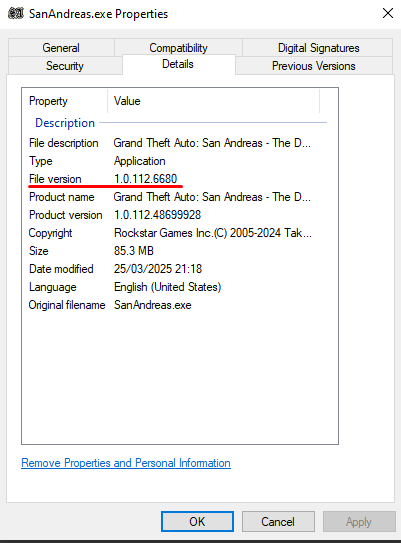 SanAndreas.exe Properties
General Compatibility Digital Signatures
Security Details Previous Versions
Property Value
Description
File description Grand Theft Auto: San Andreas - The D...
Type Application
File version 1.0.112.6680
Product name Grand Theft Auto: San Andreas - The D...
Product version 1.0.112.48699928
Copyright Rockstar Games Inc.(C) 2005-2024 Tak...
Size 85.3 MB
Date modified 25/03/2025 21:18
Language English (United States)
Original filename SanAndreas.exe
Remove Properties and Personal Information
OK Cancel Apply